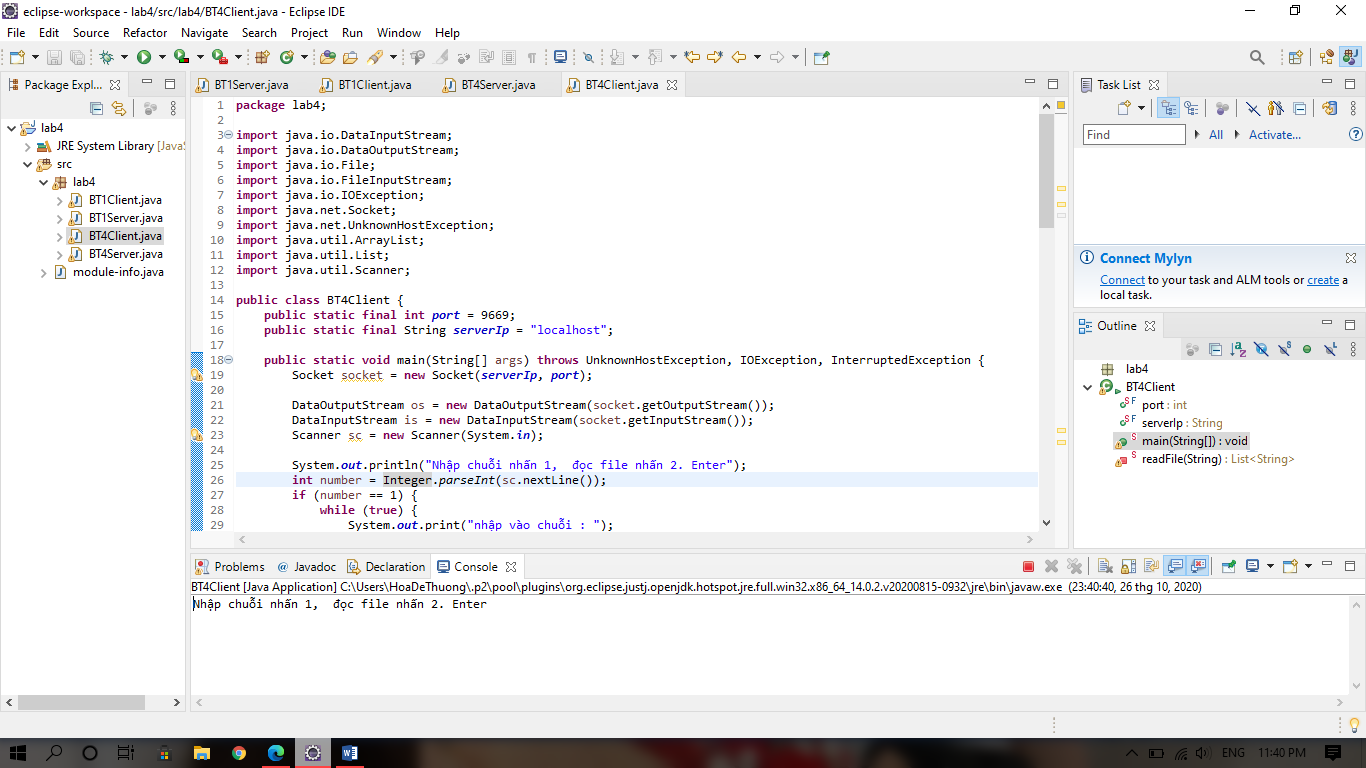 eclipse-workspace - lab4/src/lab4/BT4Client.java - Eclipse IDE
File Edit Source Refactor Navigate Search Project Run Window Help
Package Expl...
lab4
JRE System Library [JavaS
src
lab4
BT1Client.java
BT1Server.java
BT4Client.java
BT4Server.java
module-info.java
BT1Server.java BT1Client.java BT4Server.java BT4Client.java
1 package lab4;
2
3 import java.io.DataInputStream;
4 import java.io.DataOutputStream;
5 import java.io.File;
6 import java.io.FileInputStream;
7 import java.io.IOException;
8 import java.net.Socket;
9 import java.net.UnknownHostException;
10 import java.util.ArrayList;
11 import java.util.List;
12 import java.util.Scanner;
13
14 public class BT4Client {
15 public static final int port = 9669;
16 public static final String serverIp = "localhost";
17
18 public static void main(String[] args) throws UnknownHostException, IOException, InterruptedException {
19 Socket socket = new Socket(serverIp, port);
20
21 DataOutputStream os = new DataOutputStream(socket.getOutputStream());
22 DataInputStream is = new DataInputStream(socket.getInputStream());
23 Scanner sc = new Scanner(System.in);
24
25 System.out.println("Nhập chuỗi nhấn 1,  đọc file nhấn 2. Enter");
26 int number = Integer.parseInt(sc.nextLine());
27 if (number == 1) {
28 while (true) {
29 System.out.print("nhập vào chuỗi : ");
Task List
Find All Activate...
Connect Mylyn
Connect to your task and ALM tools or create a
local task.
Outline
lab4
BT4Client
port : int
serverIp : String
main(String[]) : void
readFile(String) : List<String>
Problems @ Javadoc Declaration Console
BT4Client [Java Application] C:\Users\HoaDeThuong\.p2\pool\plugins\org.eclipse.justj.openjdk.hotspot.jre.full.win32.x86_64_14.0.2.v20200815-0932\jre\bin\javaw.exe (23:40:40, 26 thg 10, 2020)
Nhập chuỗi nhấn 1,  đọc file nhấn 2. Enter
ENG 11:40 PM